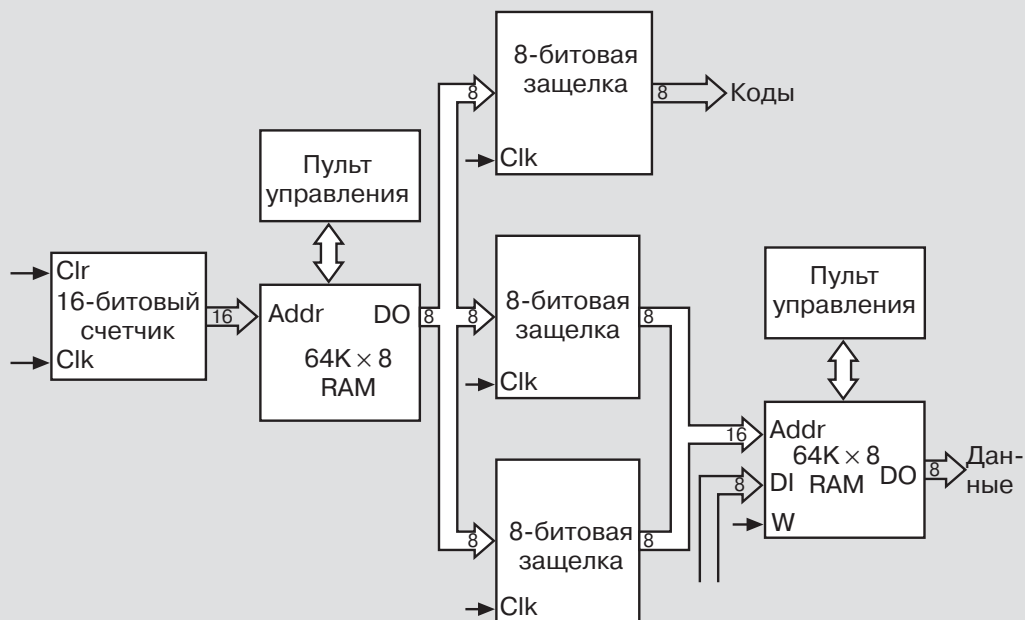 8-битовая
защелка
8
8
Коды
Clk
Пульт
управления
Clr
16-битовый
счетчик
Clk
16
Addr
DO
8
64K × 8
RAM
8
8-битовая
защелка
8
Clk
Пульт
управления
16
Addr
64K × 8
RAM
8
DI
DO
8
Дан-
ные
W
8
8-битовая
защелка
8
Clk